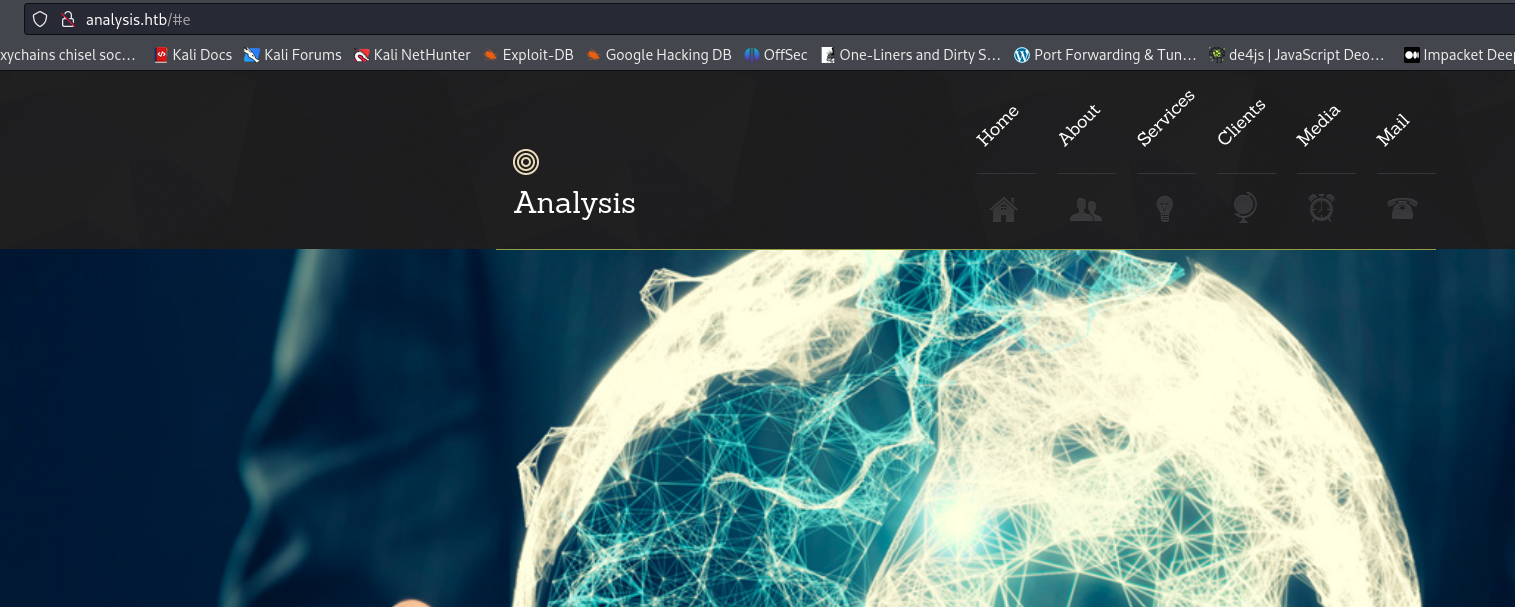 analysis.htb/#e
xychains chisel soc… Kali Docs Kali Forums Kali NetHunter Exploit-DB Google Hacking DB OffSec One-Liners and Dirty S… Port Forwarding & Tun… de4js | JavaScript Deo… Impacket Deep
Home About Services Clients Media Mail
Analysis